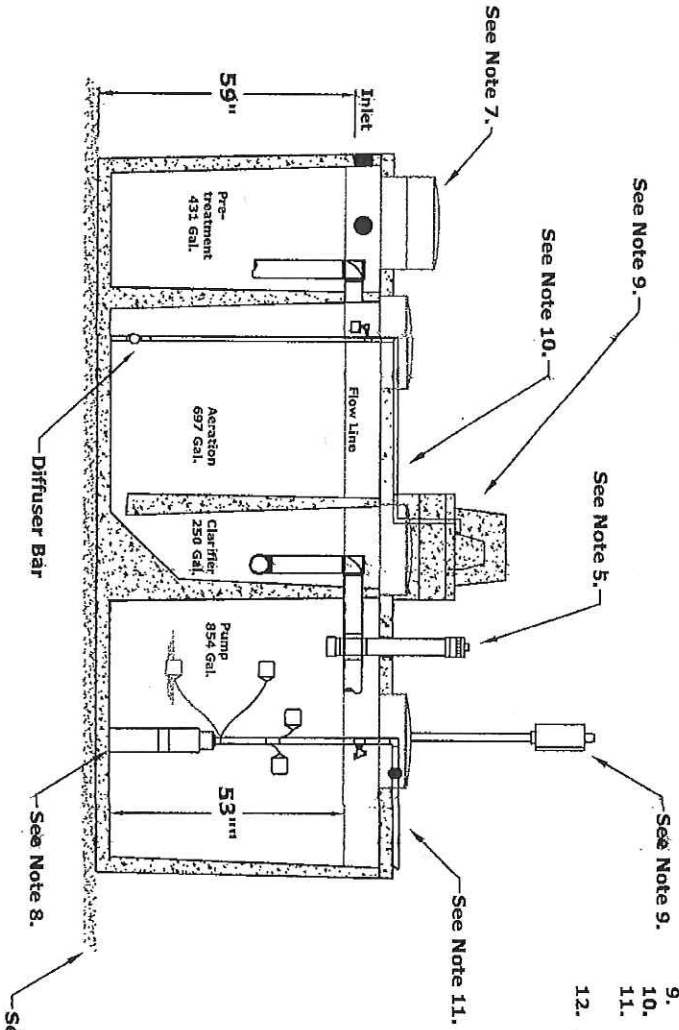 See Note 7.
See Note 9.
See Note 10.
See Note 5.
See Note 9.
See Note 11.
9.
10.
11.
12.
59"
Inlet
Pre-
treatment
431 Gal.
Flow Line
Aeration
697 Gal.
Clarifier
250 Gal.
Pump
854 Gal.
53"
Diffuser Bar
See Note 8.